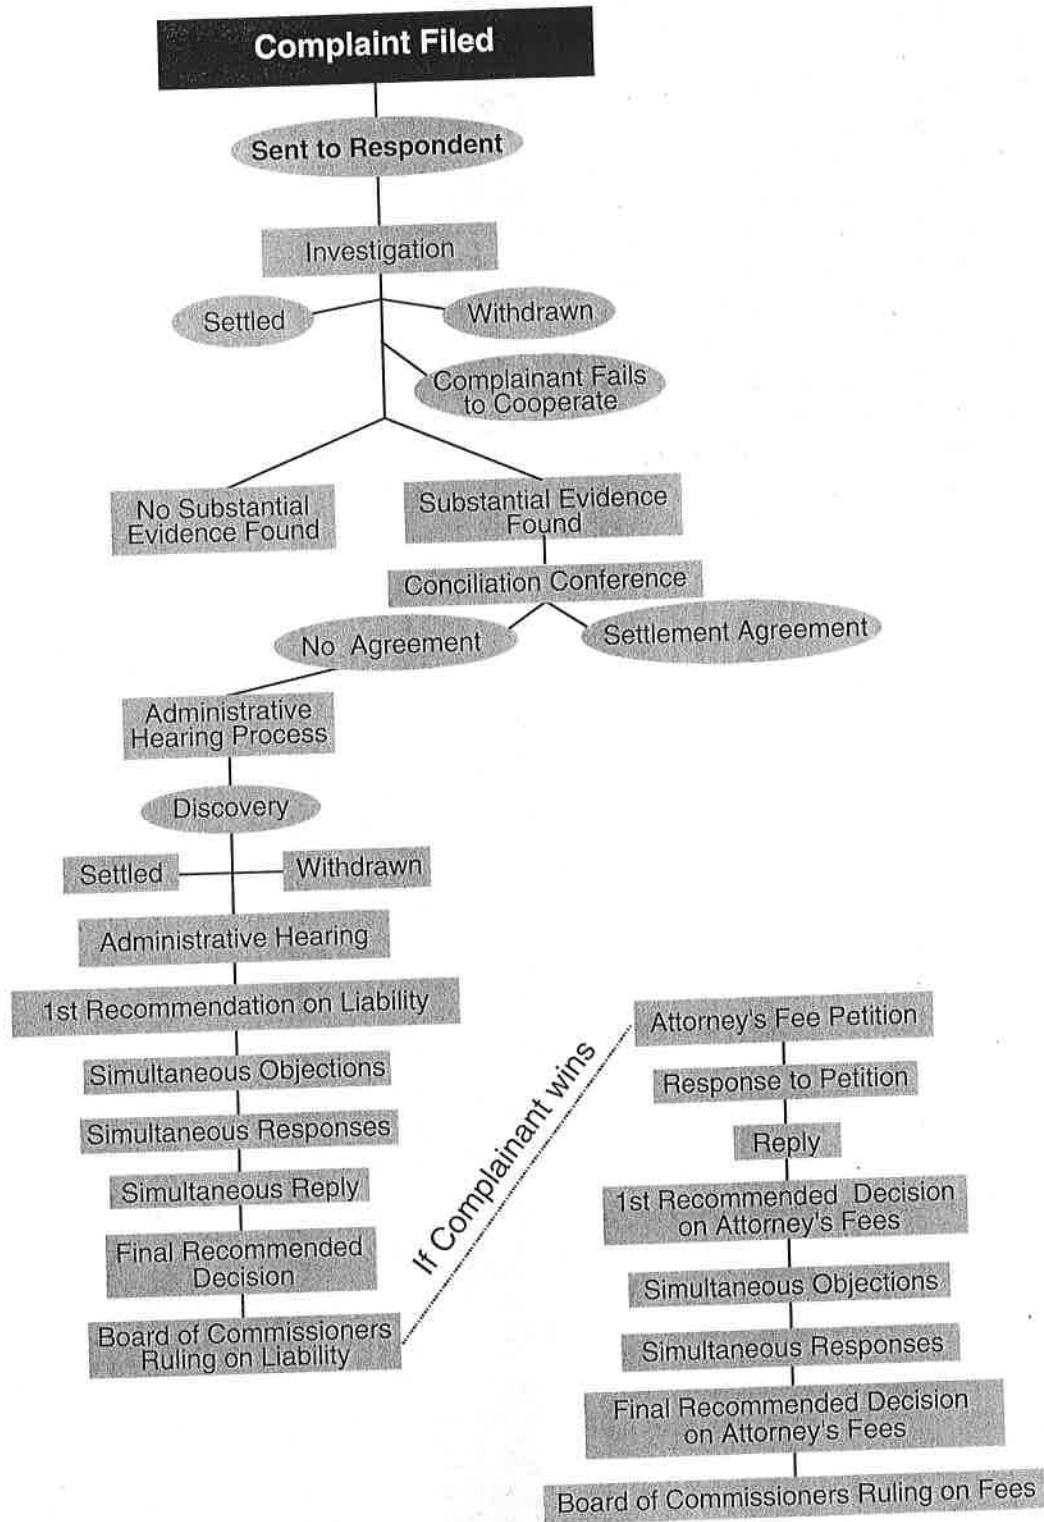 Complaint Filed
Sent to Respondent
Investigation
Settled
Withdrawn
Complainant Fails
to Cooperate
No Substantial
Evidence Found
Substantial Evidence
Found
Conciliation Conference
No Agreement
Settlement Agreement
Administrative
Hearing Process
Discovery
Settled
Withdrawn
Administrative Hearing
1st Recommendation on Liability
Simultaneous Objections
Simultaneous Responses
Simultaneous Reply
Final Recommended
Decision
Board of Commissioners
Ruling on Liability
If Complainant wins
Attorney's Fee Petition
Response to Petition
Reply
1st Recommended Decision
on Attorney's Fees
Simultaneous Objections
Simultaneous Responses
Final Recommended Decision
on Attorney's Fees
Board of Commissioners Ruling on Fees